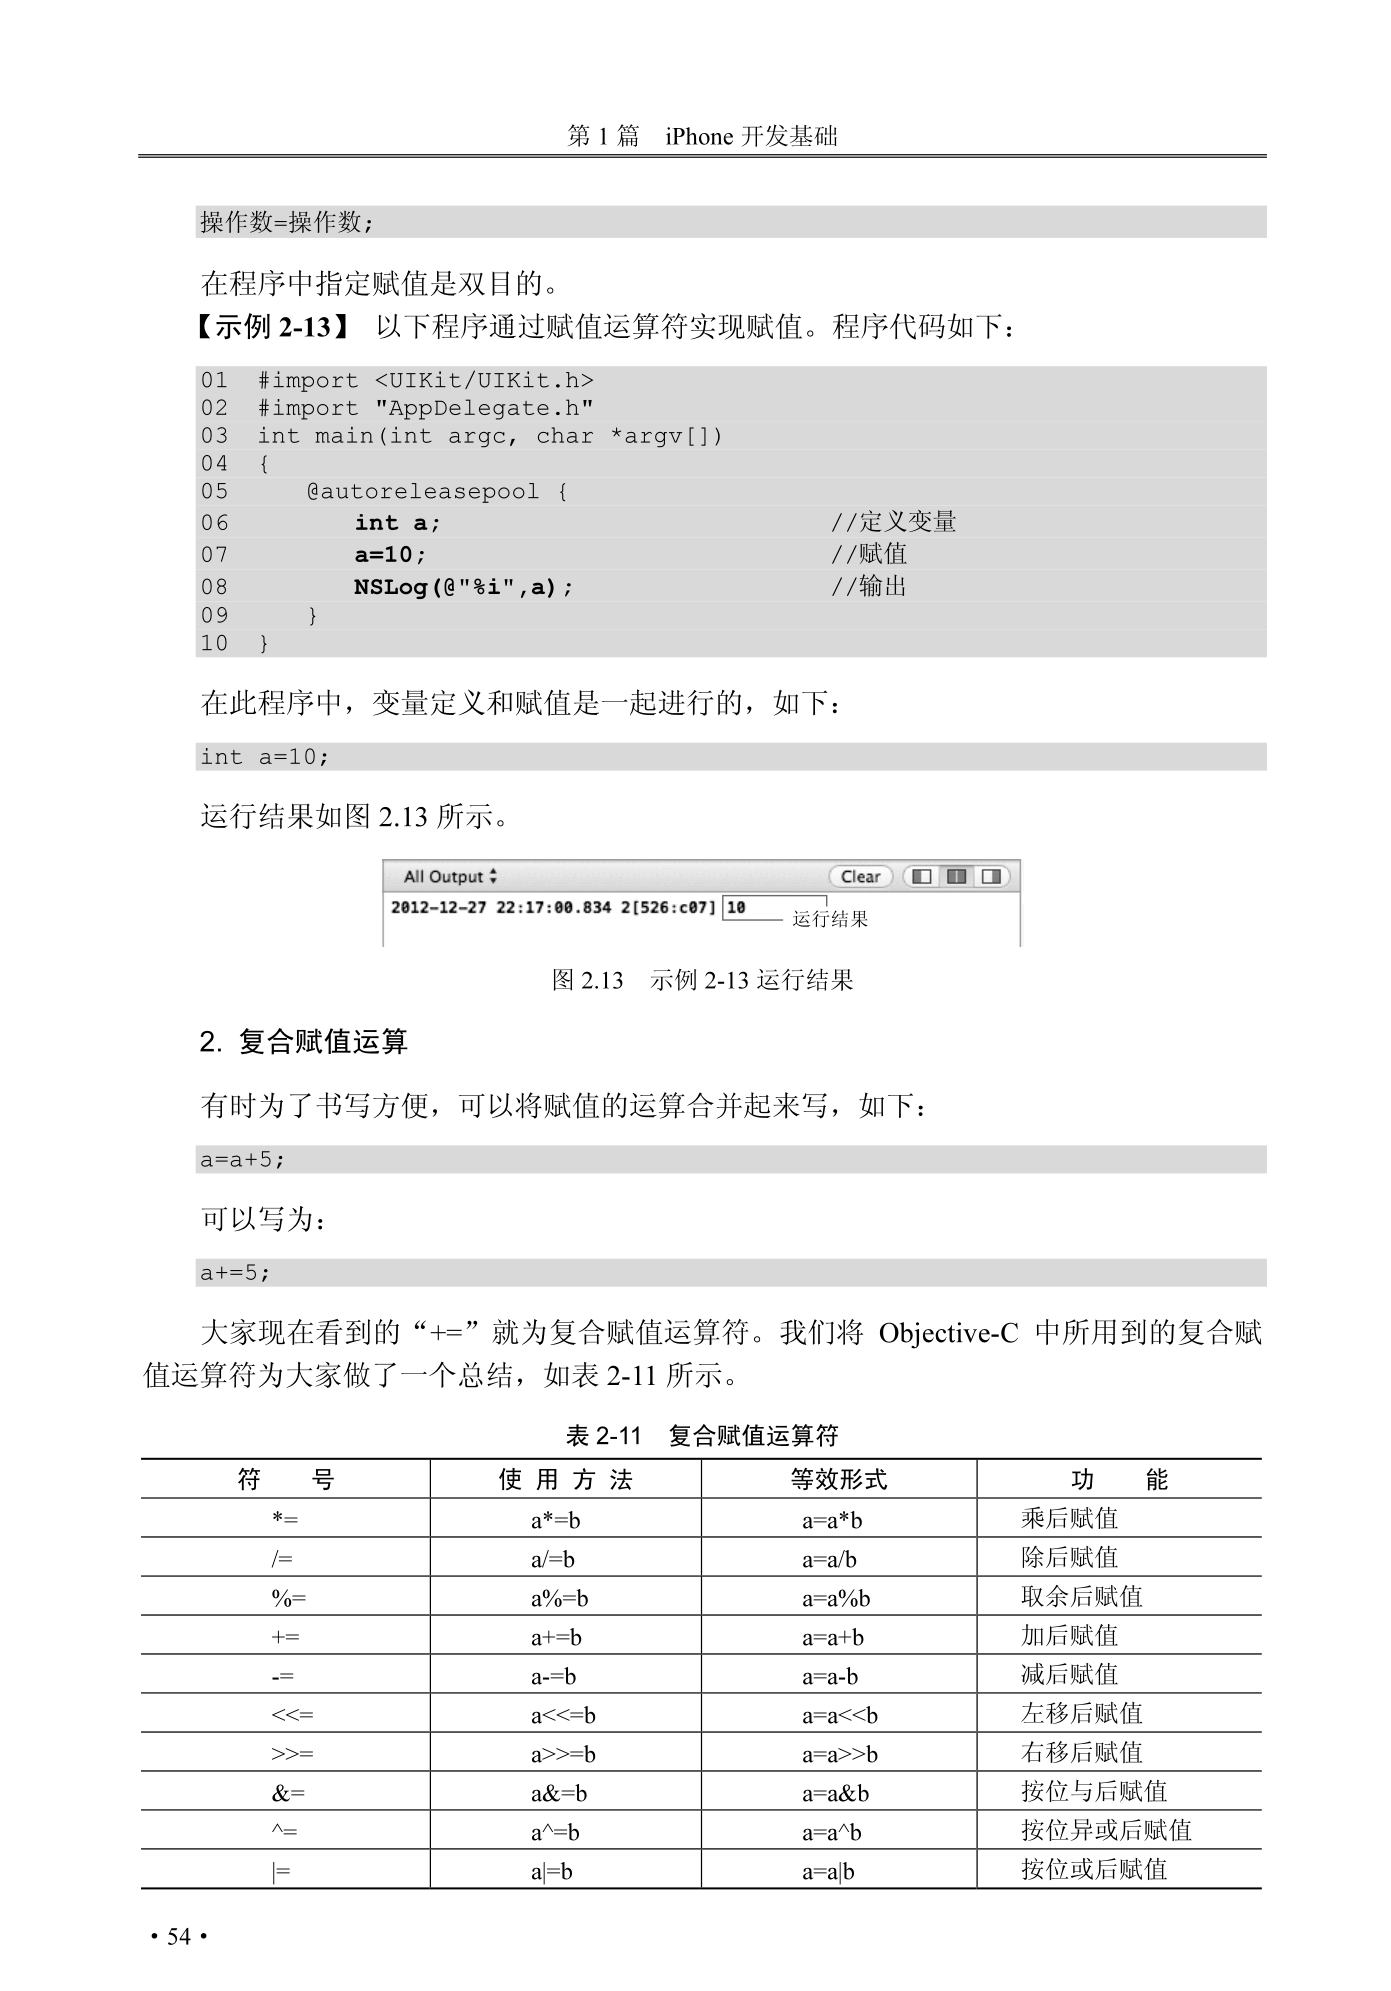 第 1 篇 iPhone 开发基础
操作数=操作数;
在程序中指定赋值是双目的。
【示例 2-13】 以下程序通过赋值运算符实现赋值。程序代码如下：
01 #import <UIKit/UIKit.h>
02 #import "AppDelegate.h"
03 int main(int argc, char *argv[])
04 {
05 @autoreleasepool {
06 int a; //定义变量
07 a=10; //赋值
08 NSLog(@"%i",a); //输出
09 }
10 }
在此程序中，变量定义和赋值是一起进行的，如下：
int a=10;
运行结果如图 2.13 所示。
All Output Clear
2012-12-27 22:17:00.834 2[526:c07] 10
运行结果
图 2.13 示例 2-13 运行结果
2. 复合赋值运算
有时为了书写方便，可以将赋值的运算合并起来写，如下：
a=a+5;
可以写为：
a+=5;
大家现在看到的“+=”就为复合赋值运算符。我们将 Objective-C 中所用到的复合赋
值运算符为大家做了一个总结，如表 2-11 所示。
表 2-11 复合赋值运算符
符 号 使 用 方 法 等效形式 功 能
*= a*=b a=a*b 乘后赋值
/= a/=b a=a/b 除后赋值
%= a%=b a=a%b 取余后赋值
+= a+=b a=a+b 加后赋值
-= a-=b a=a-b 减后赋值
<<= a<<=b a=a<<b 左移后赋值
>>= a>>=b a=a>>b 右移后赋值
&= a&=b a=a&b 按位与后赋值
^= a^=b a=a^b 按位异或后赋值
|= a|=b a=a|b 按位或后赋值
·54·